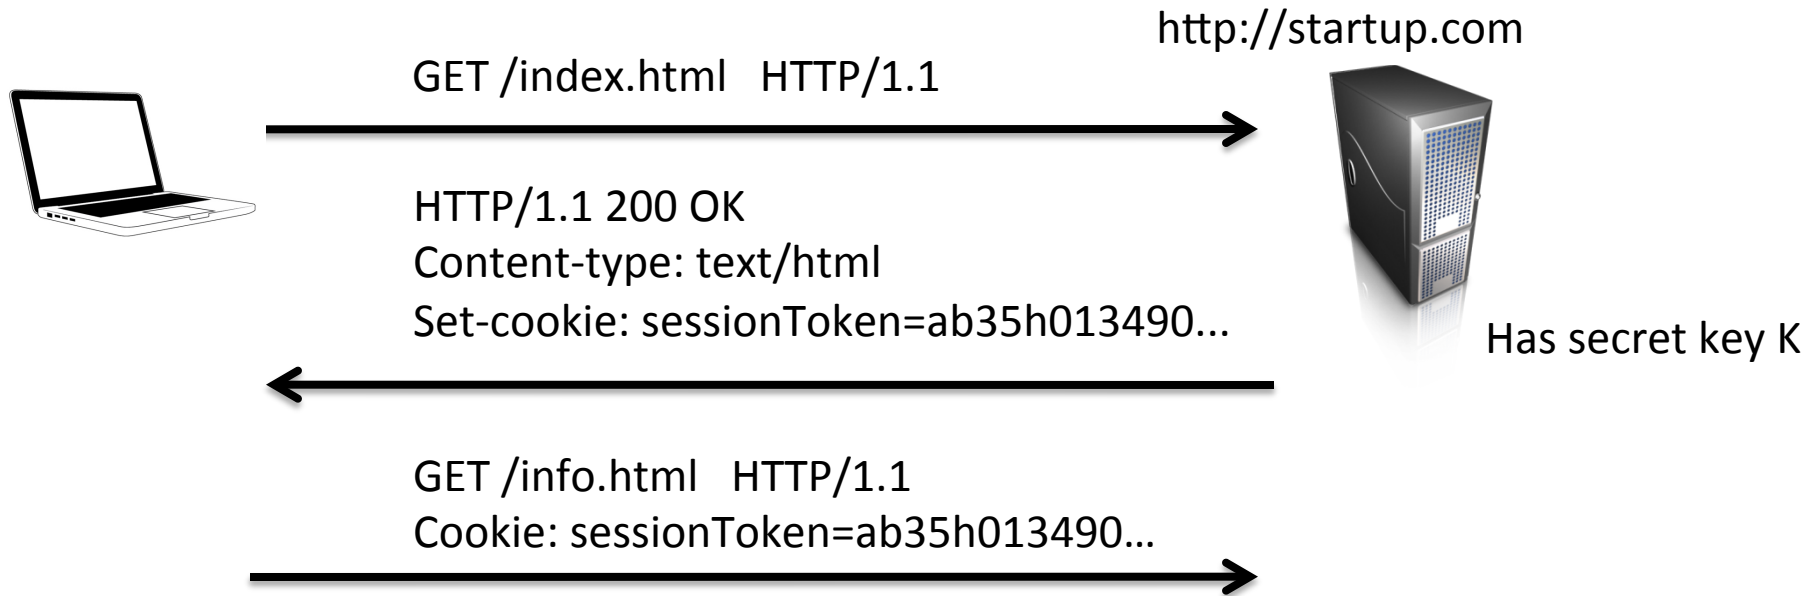 http://startup.com
GET /index.html   HTTP/1.1
HTTP/1.1 200 OK
Content-type: text/html
Set-cookie: sessionToken=ab35h013490...
Has secret key K
GET /info.html   HTTP/1.1
Cookie: sessionToken=ab35h013490…